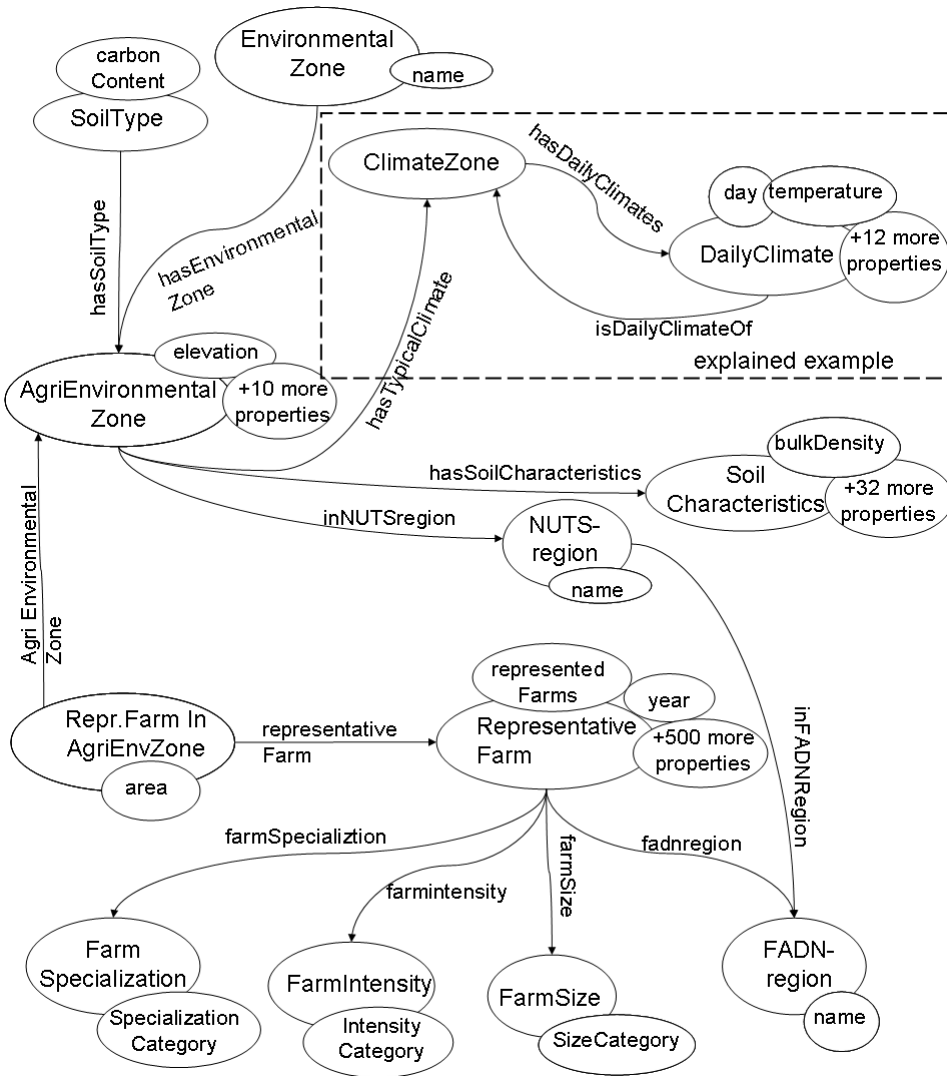 carbon
Content
SoilType
Environmental
Zone
name
hasSoilType
hasEnvironmental
Zone
ClimateZone
hasDailyClimates
day
temperature
DailyClimate
+12 more
properties
isDailyClimateOf
explained example
hasTypicalClimate
elevation
AgriEnvironmental
Zone
+10 more
properties
hasSoilCharacteristics
bulkDensity
Soil
Characteristics
+32 more
properties
inNUTSregion
NUTS-
region
name
Agri Environmental
Zone
Repr.Farm In
AgriEnvZone
area
representative
Farm
represented
Farms
year
Representative
Farm
+500 more
properties
inFADNRegion
farmSpecializtion
farmintensity
farmSize
fadnregion
Farm
Specialization
Specialization
Category
FarmIntensity
Intensity
Category
FarmSize
SizeCategory
FADN-
region
name